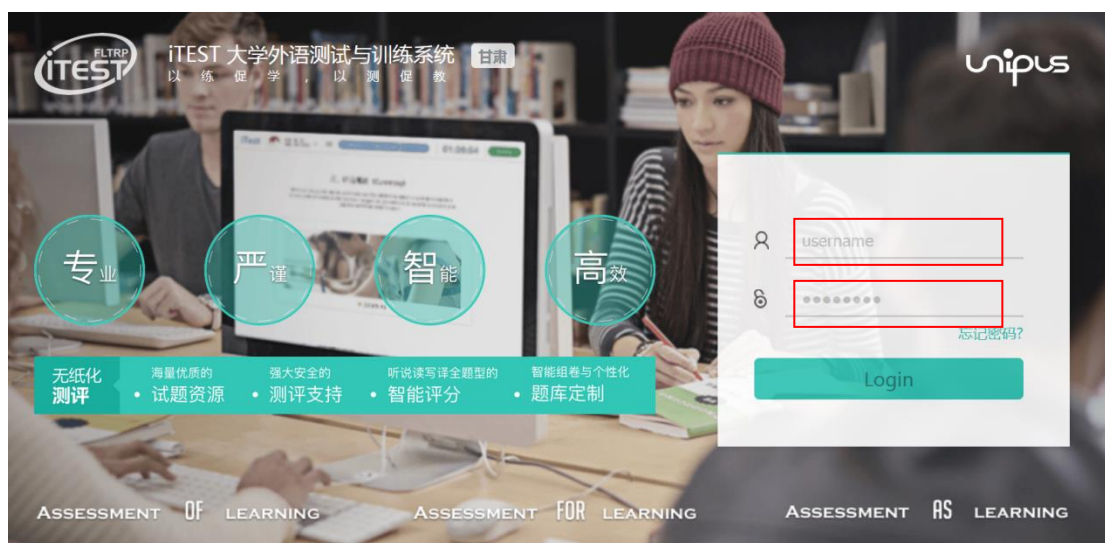 FLTRP
iTEST
iTEST 大学外语测试与训练系统 甘肃
以 练 促 学 , 以 测 促 教
unipus
iTest
01:09:54
专业
严谨
智能
高效
username
忘记密码?
Login
无纸化
测评
海量优质的
• 试题资源
强大安全的
• 测评支持
听说读写译全题型的
• 智能评分
智能组卷与个性化
• 题库定制
ASSESSMENT OF LEARNING
ASSESSMENT FOR LEARNING
ASSESSMENT AS LEARNING